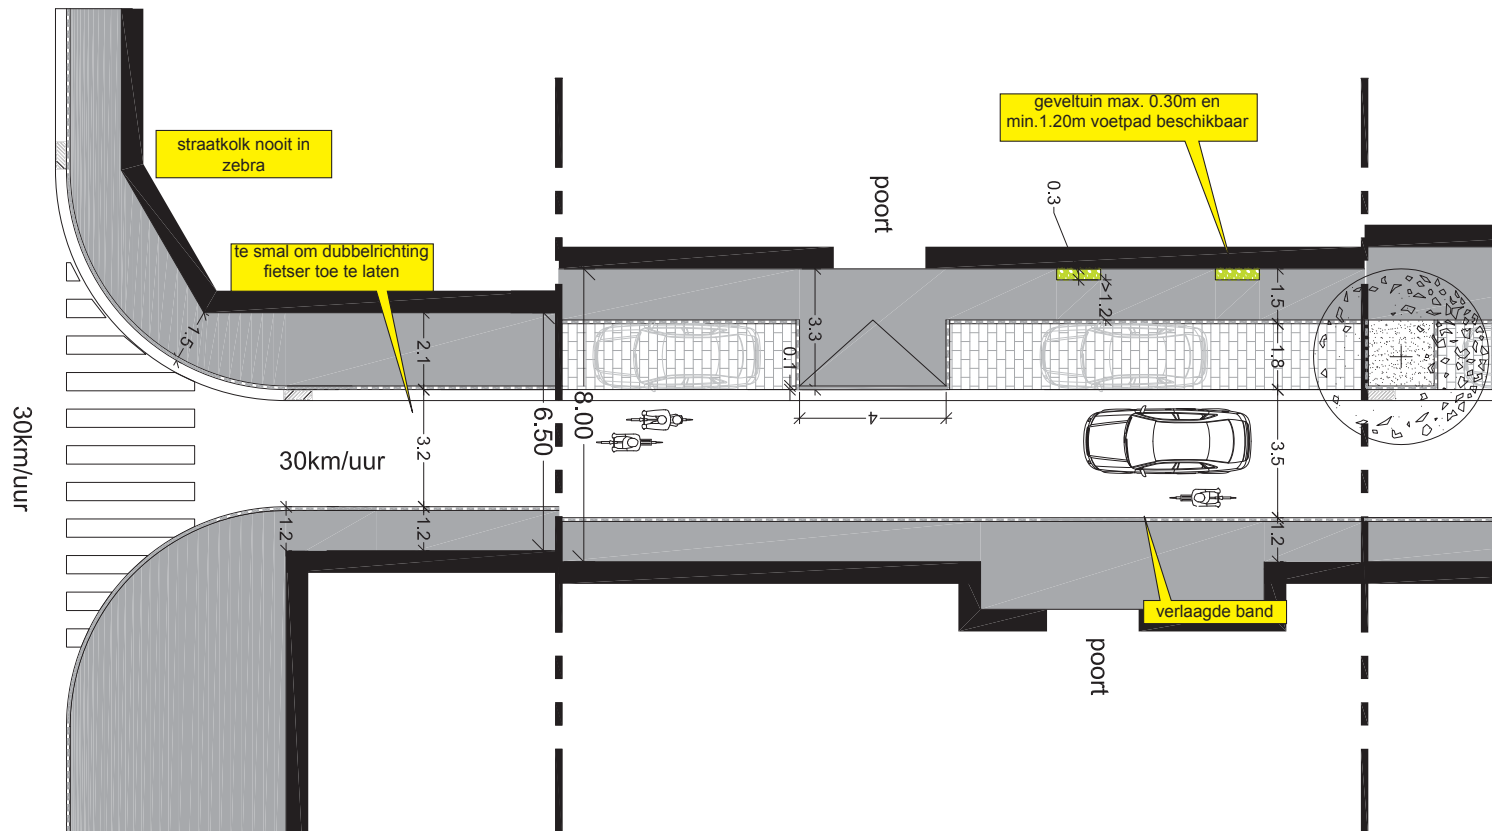 geveltuin max. 0.30m en
min.1.20m voetpad beschikbaar
straatkolk nooit in
zebra
poort
0.3
te smal om dubbelrichting
fietser toe te laten
>1.2
1.5
1.5
3.3
2.1
1.8
0.1
8.00
6.50
4
30km/uur
3.2
30km/uur
3.5
1.2
1.2
1.2
verlaagde band
poort